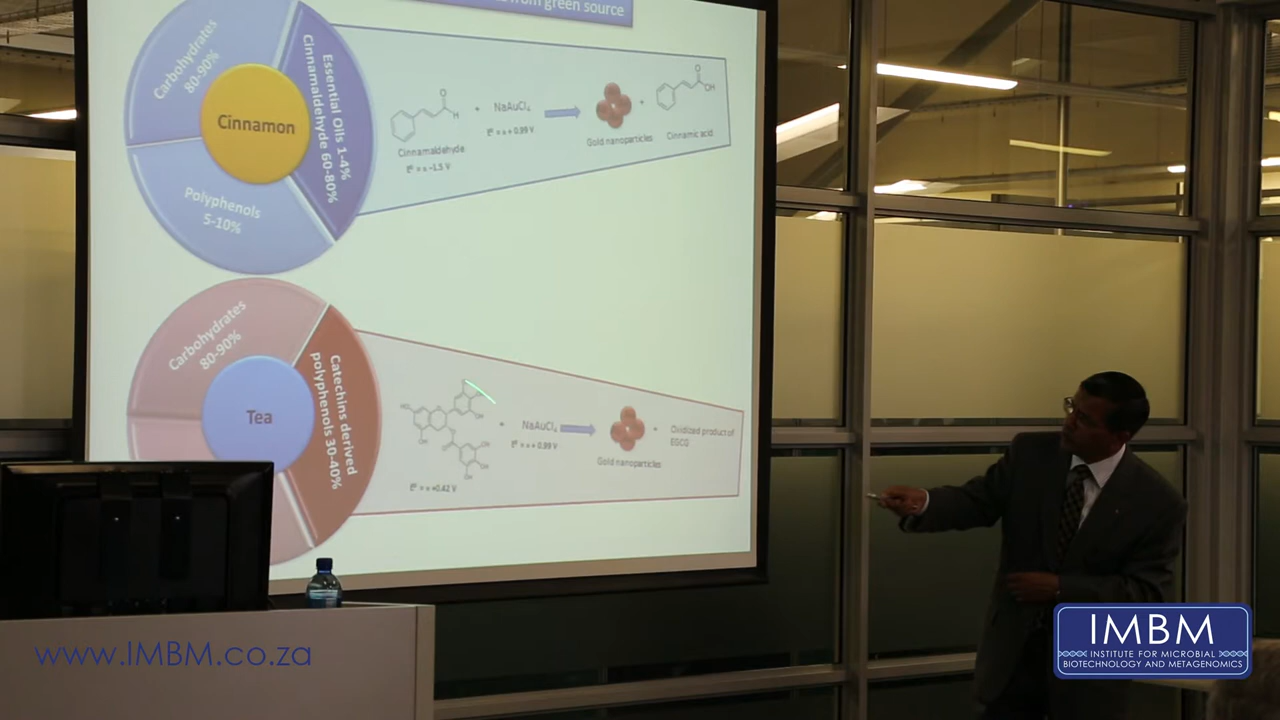 from green source
Carbohydrates
80-90%
Cinnamon
Essential Oils 1-4%
Cinnamaldehyde 60-80%
Polyphenols
5-10%
O
H
Cinnamaldehyde
+
NaAuCl₄
Gold nanoparticles
+
O
OH
Cinnamic acid
Carbohydrates
80-90%
Tea
Catechins derived
polyphenols 30-40%
+
NaAuCl₄
Gold nanoparticles
+
Oxidized product of
EGCG
www.IMBM.co.za
IMBM
INSTITUTE FOR MICROBIAL
BIOTECHNOLOGY AND METAGENOMICS